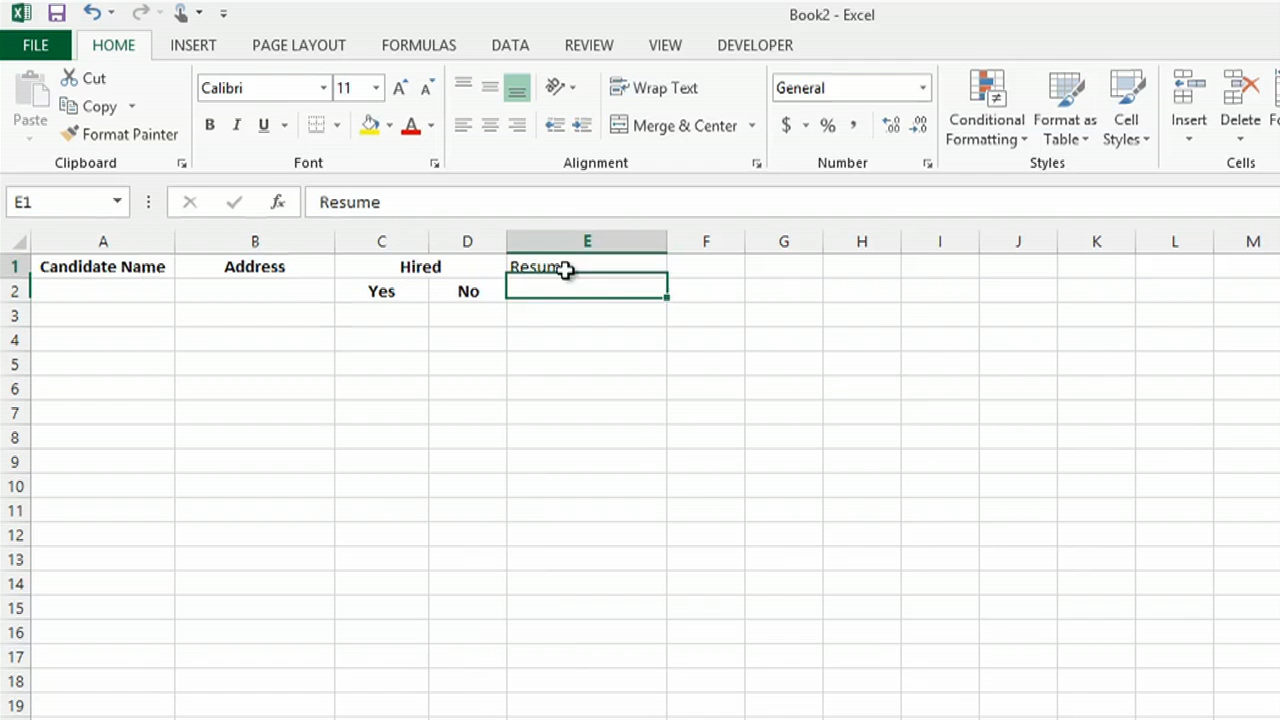 Book2 - Excel
FILE HOME INSERT PAGE LAYOUT FORMULAS DATA REVIEW VIEW DEVELOPER
Paste
Cut
Copy
Format Painter
Clipboard
Calibri 11
B I U A
Font
Wrap Text
Merge & Center
Alignment
General
$ % ,
Number
Conditional Formatting
Format as Table
Cell Styles
Styles
Insert Delete
Cells
E1 fx Resume
A B C D E F G H I J K L M
1 Candidate Name Address Hired
2 Yes No
3
4
5
6
7
8
9
10
11
12
13
14
15
16
17
18
19